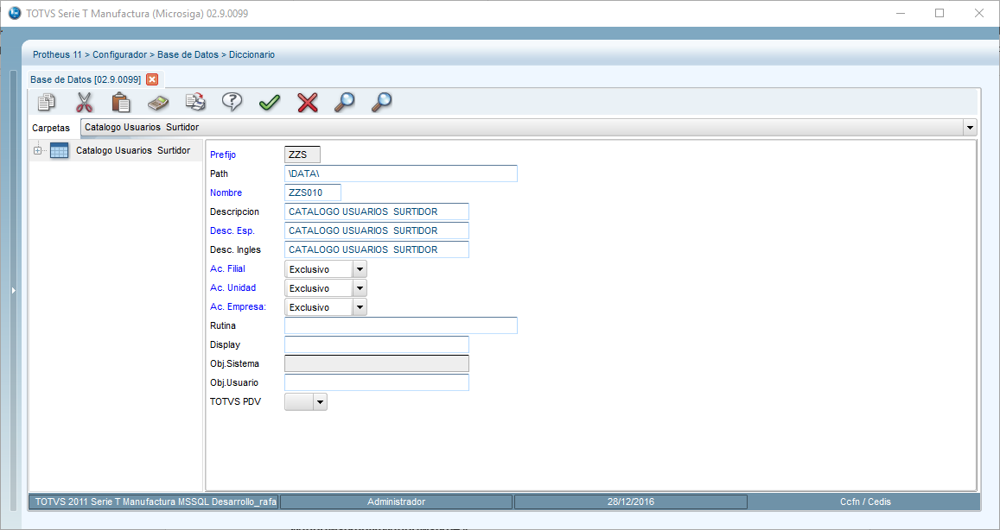 TOTVS Serie T Manufactura (Microsiga) 02.9.0099
Protheus 11 > Configurador > Base de Datos > Diccionario
Base de Datos [02.9.0099]
Carpetas Catalogo Usuarios  Surtidor
Catalogo Usuarios  Surtidor
Prefijo ZZS
Path \DATA\
Nombre ZZS010
Descripcion CATALOGO USUARIOS  SURTIDOR
Desc. Esp. CATALOGO USUARIOS  SURTIDOR
Desc. Ingles CATALOGO USUARIOS  SURTIDOR
Ac. Filial Exclusivo
Ac. Unidad Exclusivo
Ac. Empresa: Exclusivo
Rutina
Display
Obj.Sistema
Obj.Usuario
TOTVS PDV
TOTVS 2011 Serie T Manufactura MSSQL Desarrollo_rafa Administrador 28/12/2016 Ccfn / Cedis